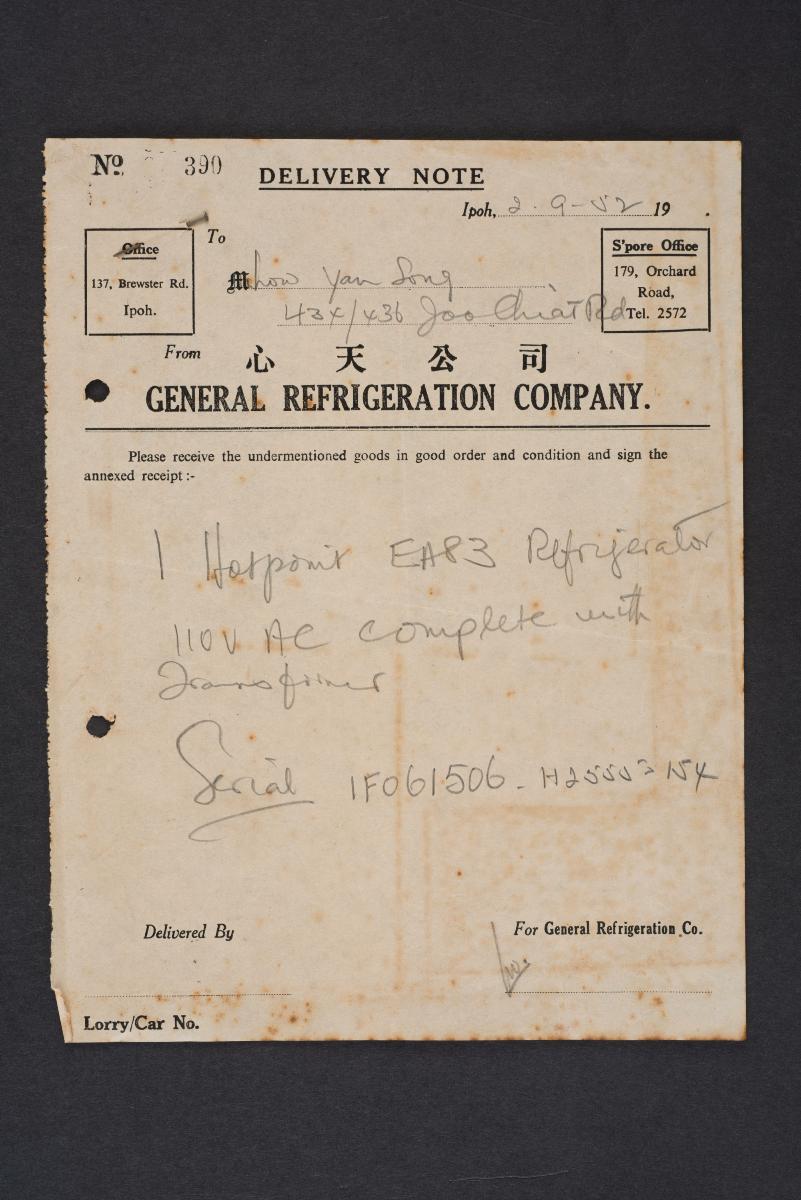 Nº 390
DELIVERY NOTE
Ipoh, 2-9-52 19 .
Office
137, Brewster Rd.
Ipoh.
To
M how Yan Song
434/436 Joo Chiat Rd
S'pore Office
179, Orchard
Road,
Tel. 2572
From
心天公司
GENERAL REFRIGERATION COMPANY.
Please receive the undermentioned goods in good order and condition and sign the
annexed receipt :-
1 Hotpoint EA83 Refrigerator
110V AC complete with
Transformer
Serial 1F061506 -
Delivered By
For General Refrigeration Co.
Lorry/Car No.